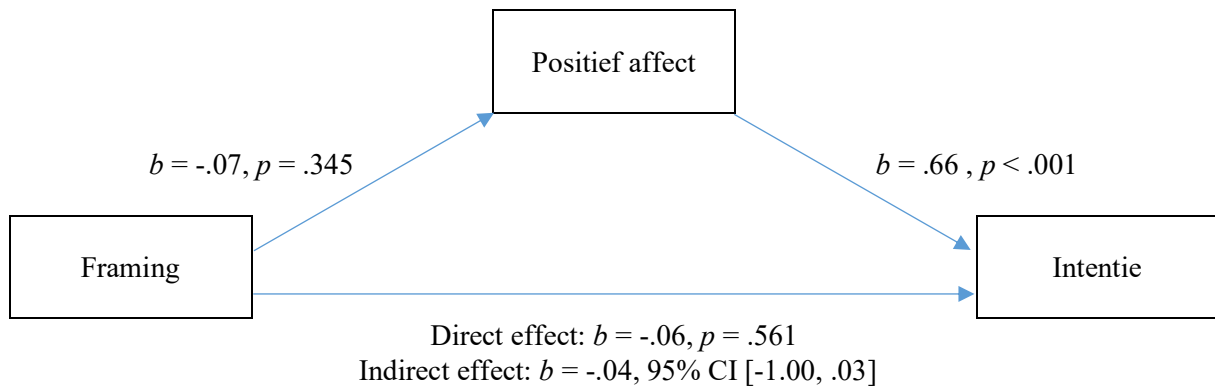 Positief affect
b = -.07, p = .345
b = .66 , p < .001
Framing
Intentie
Direct effect: b = -.06, p = .561
Indirect effect: b = -.04, 95% CI [-1.00, .03]